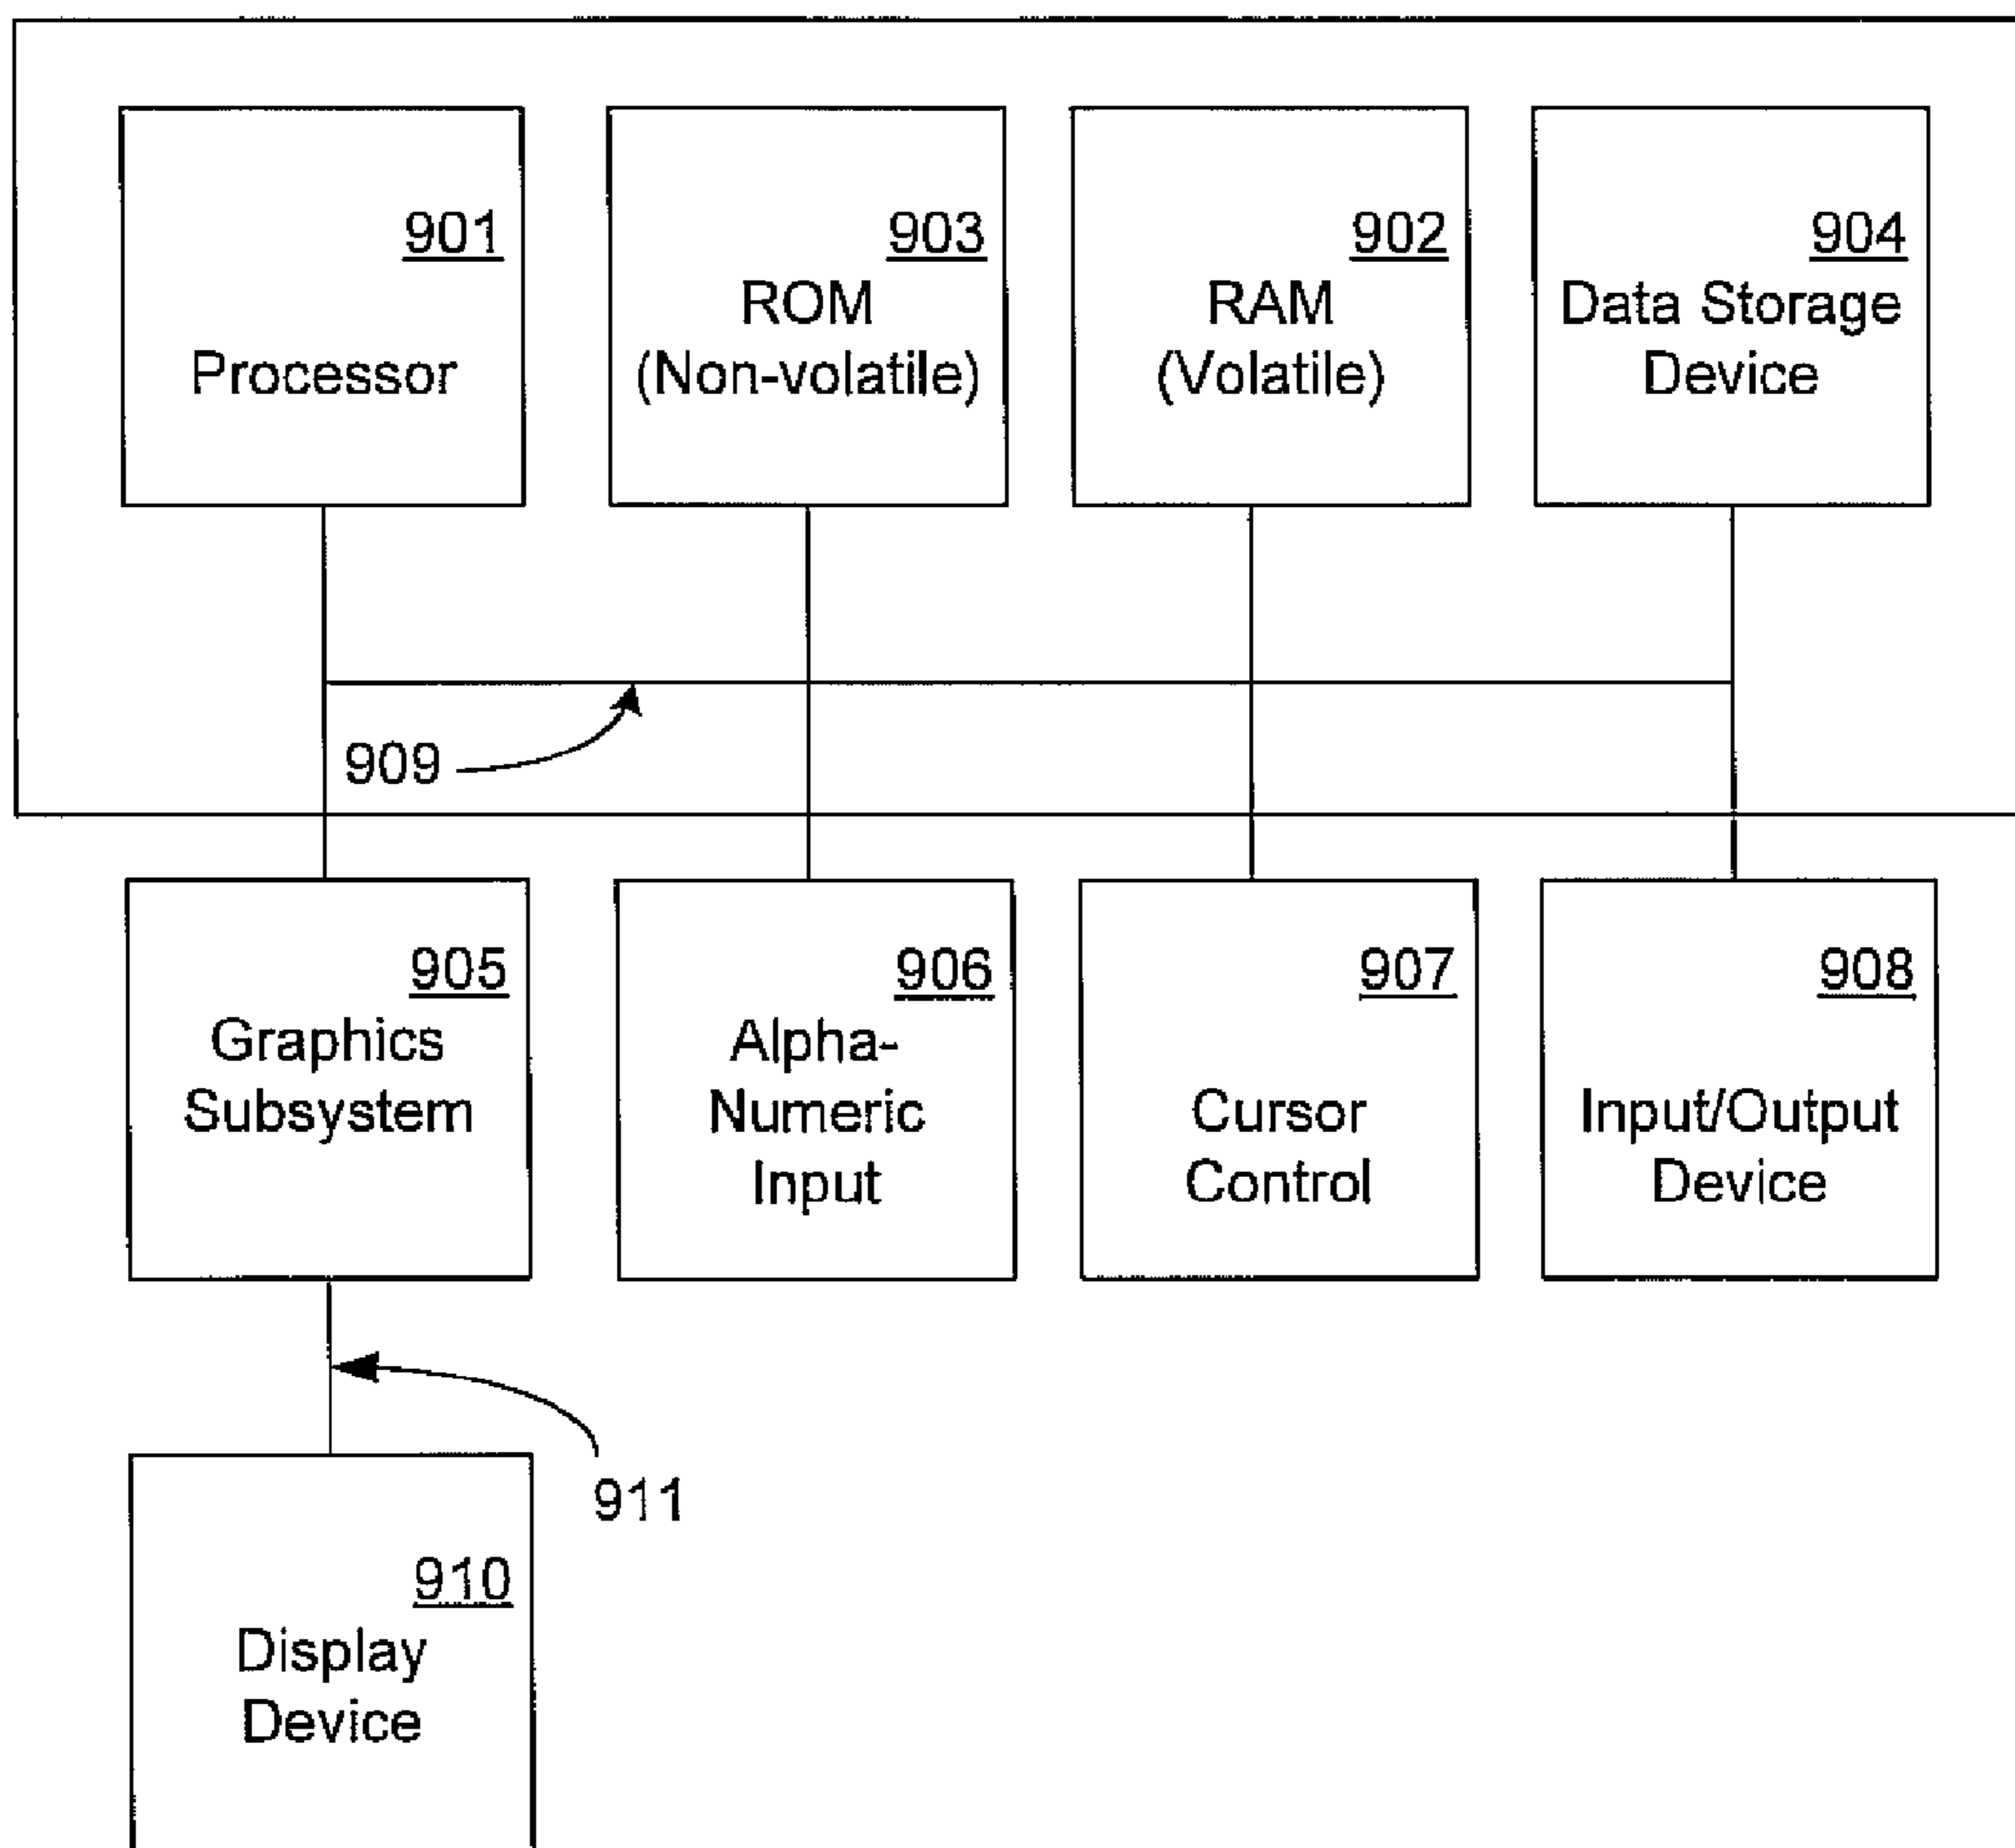 901
Processor
903
ROM
(Non-volatile)
902
RAM
(Volatile)
904
Data Storage
Device
909
905
Graphics
Subsystem
906
Alpha-
Numeric
Input
907
Cursor
Control
908
Input/Output
Device
911
910
Display
Device